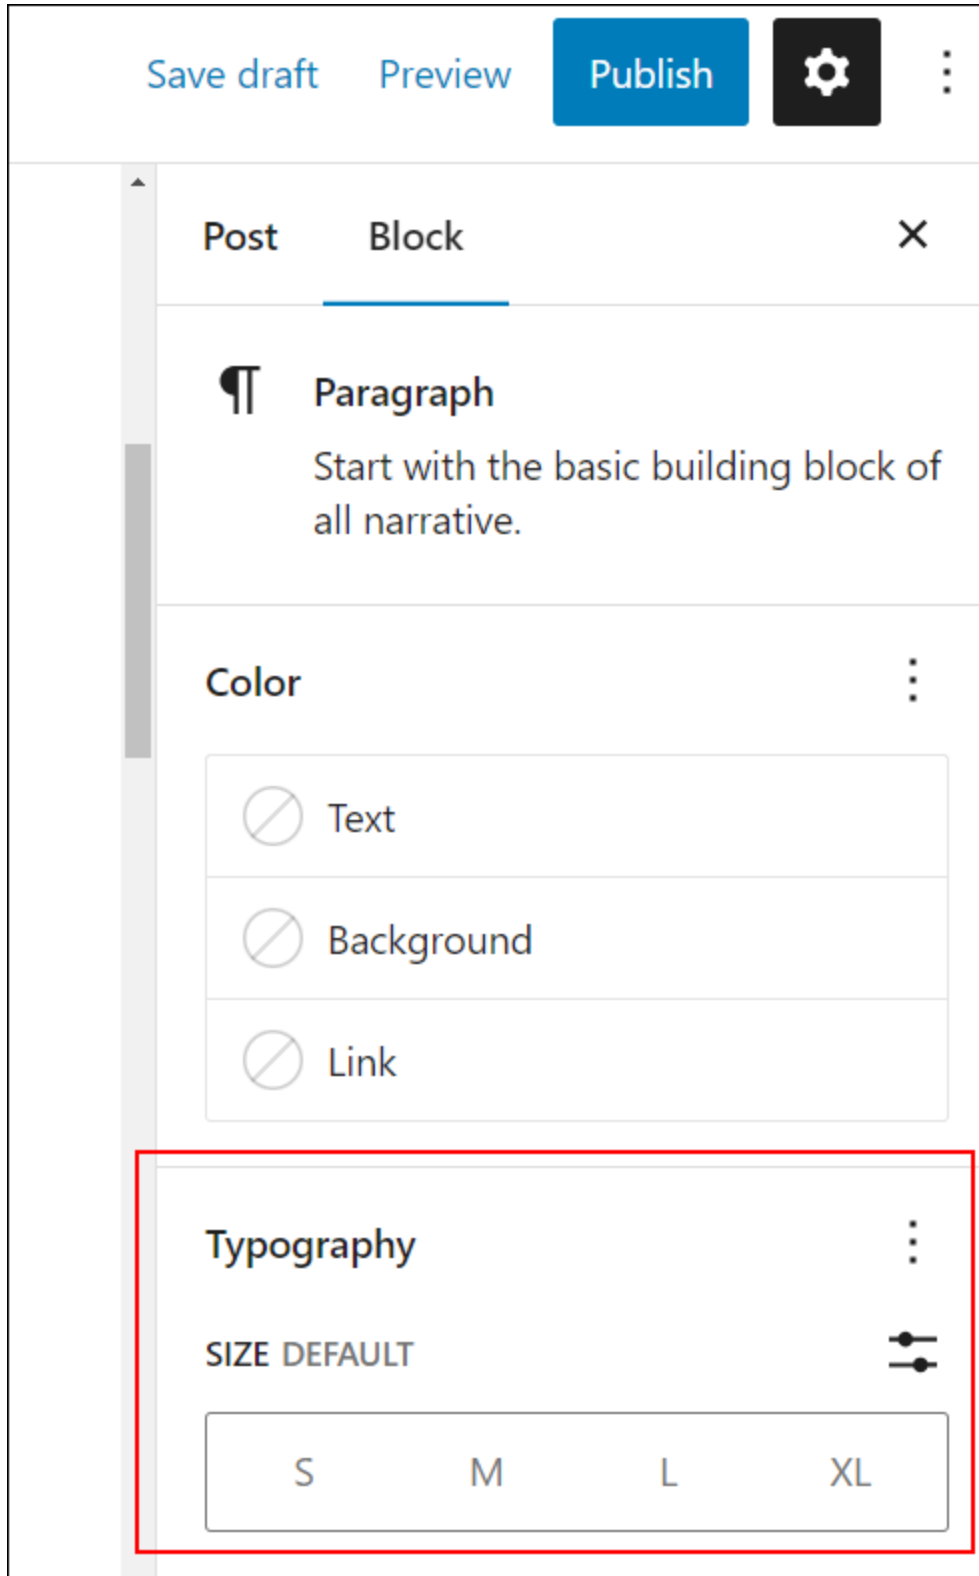 Save draft Preview Publish
Post Block
Paragraph
Start with the basic building block of
all narrative.
Color
Text
Background
Link
Typography
SIZE DEFAULT
S M L XL